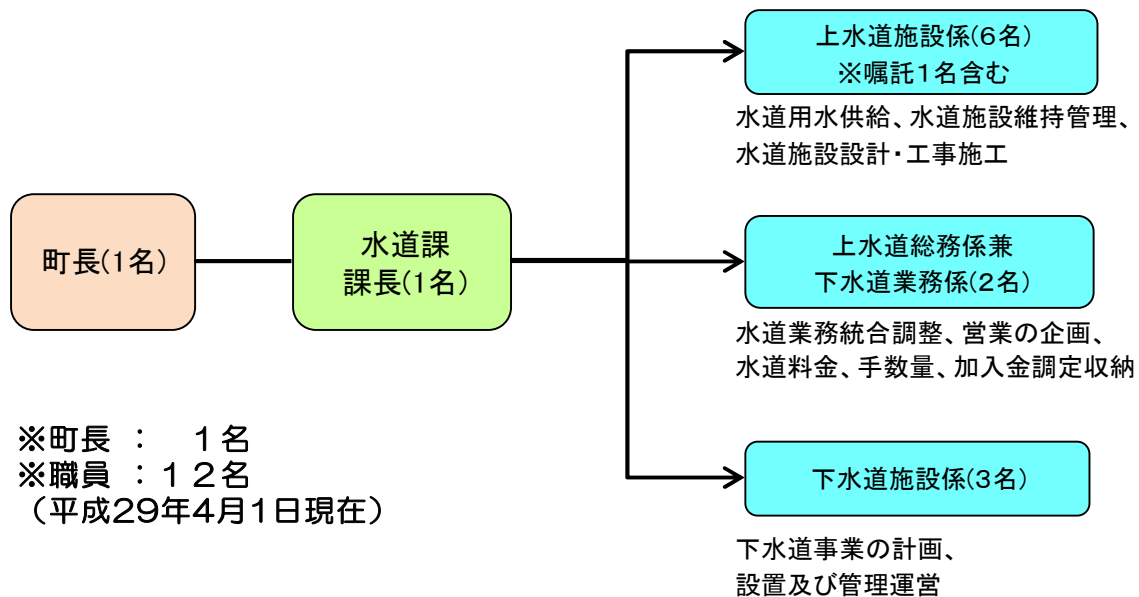 上水道施設係(6名)
※嘱託1名含む
水道用水供給、水道施設維持管理、
水道施設設計・工事施工
町長(1名)
水道課
課長(1名)
上水道総務係兼
下水道業務係(2名)
水道業務統合調整、営業の企画、
水道料金、手数量、加入金調定収納
※町長 : 1名
※職員 : 12名
(平成29年4月1日現在)
下水道施設係(3名)
下水道事業の計画、
設置及び管理運営